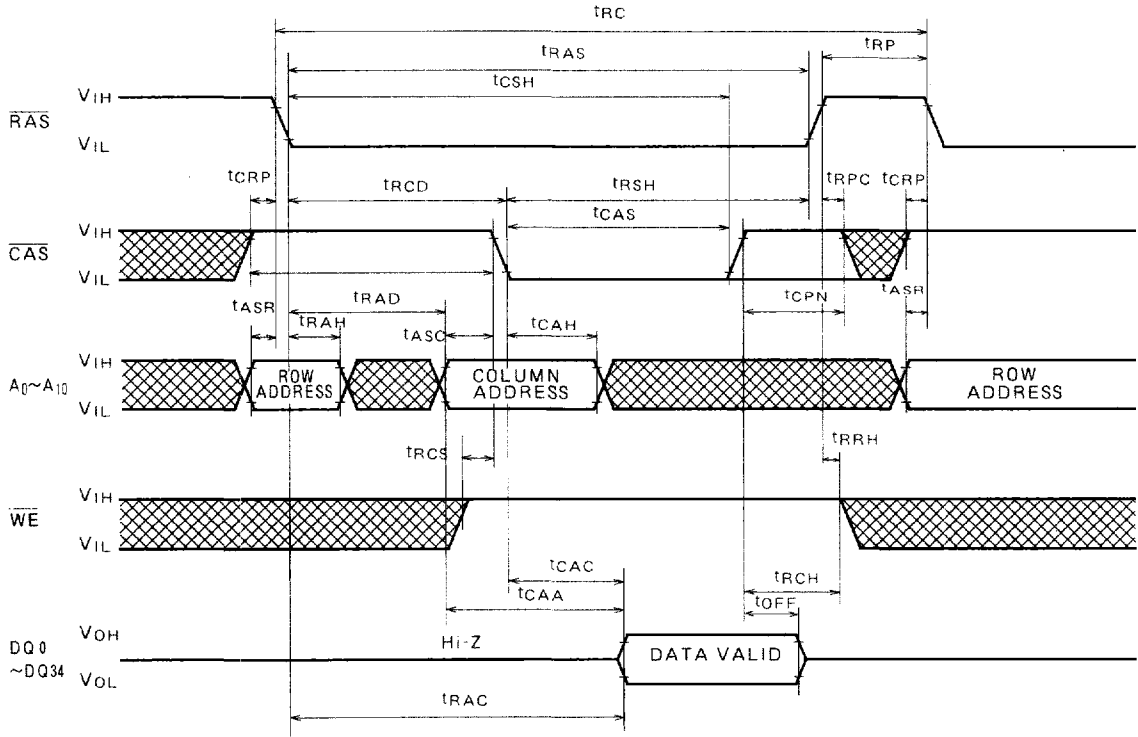 tRC
tRAS
tRP
tCSH
VIH
RAS
VIL
tCRP
tRCD
tRSH
tRPC
tCRP
tCAS
VIH
CAS
VIL
tASR
tRAD
tCPN
tASR
tRAH
tASC
tCAH
VIH
A0~A10
ROW ADDRESS
COLUMN ADDRESS
ROW ADDRESS
VIL
tRCS
tRRH
VIH
WE
VIL
tCAC
tRCH
tCAA
tOFF
VOH
Hi-Z
DQ0
~DQ34
DATA VALID
VOL
tRAC